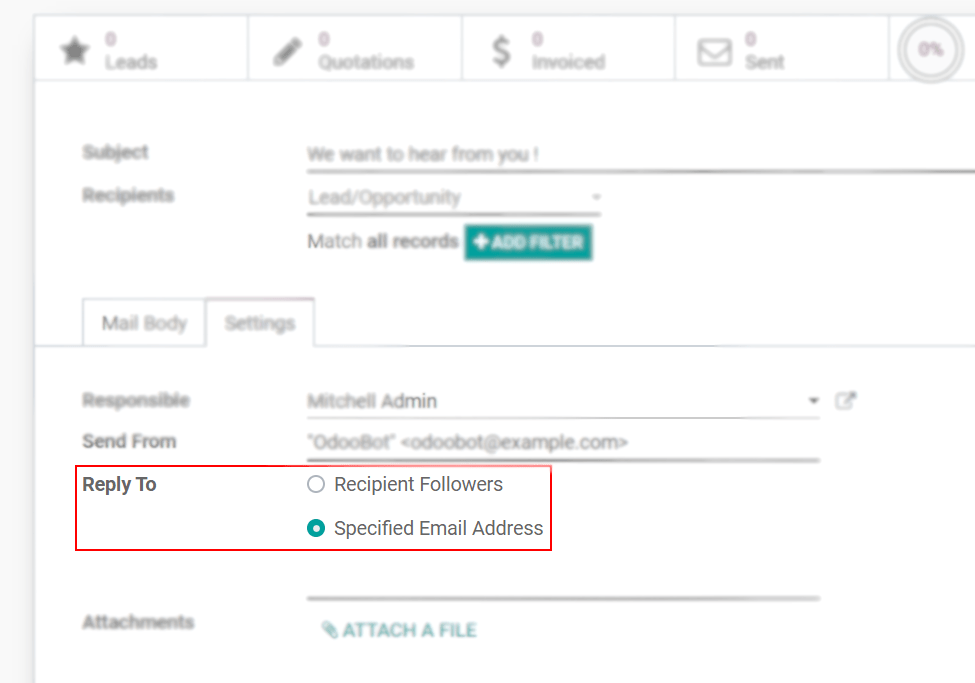 0
Leads
0
Quotations
0
Invoiced
0
Sent
0%
Subject
We want to hear from you !
Recipients
Lead/Opportunity
Match all records
ADD FILTER
Mail Body
Settings
Responsible
Mitchell Admin
Send From
"OdooBot" <odoobot@example.com>
Reply To
Recipient Followers
Specified Email Address
Attachments
ATTACH A FILE